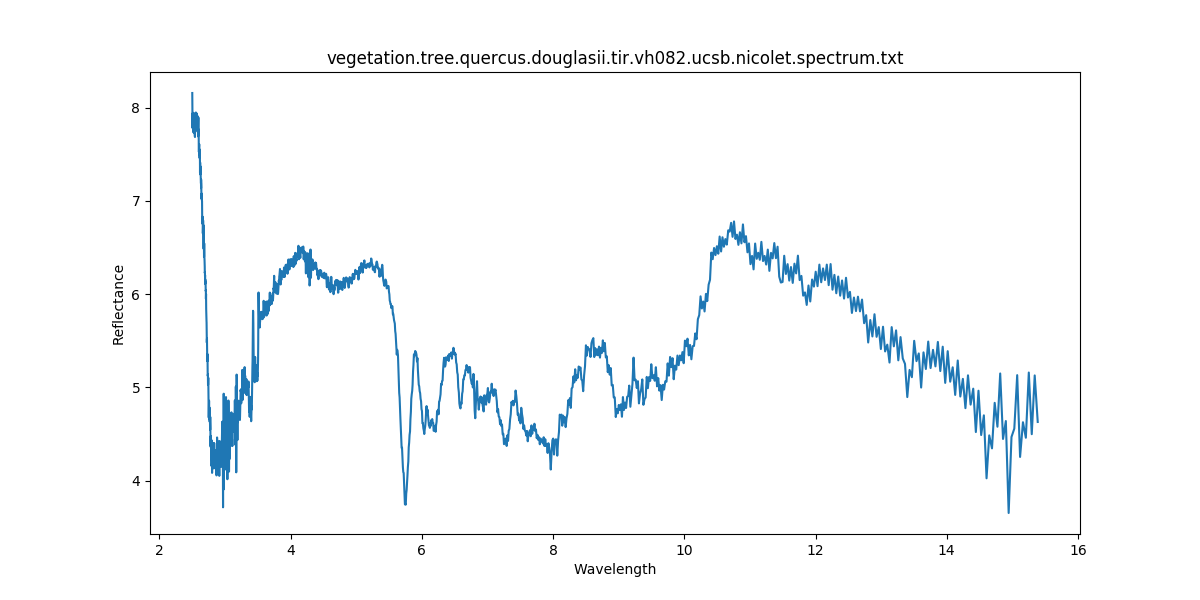 vegetation.tree.quercus.douglasii.tir.vh082.ucsb.nicolet.spectrum.txt
8
7
6
5
4
Reflectance
2 4 6 8 10 12 14 16
Wavelength